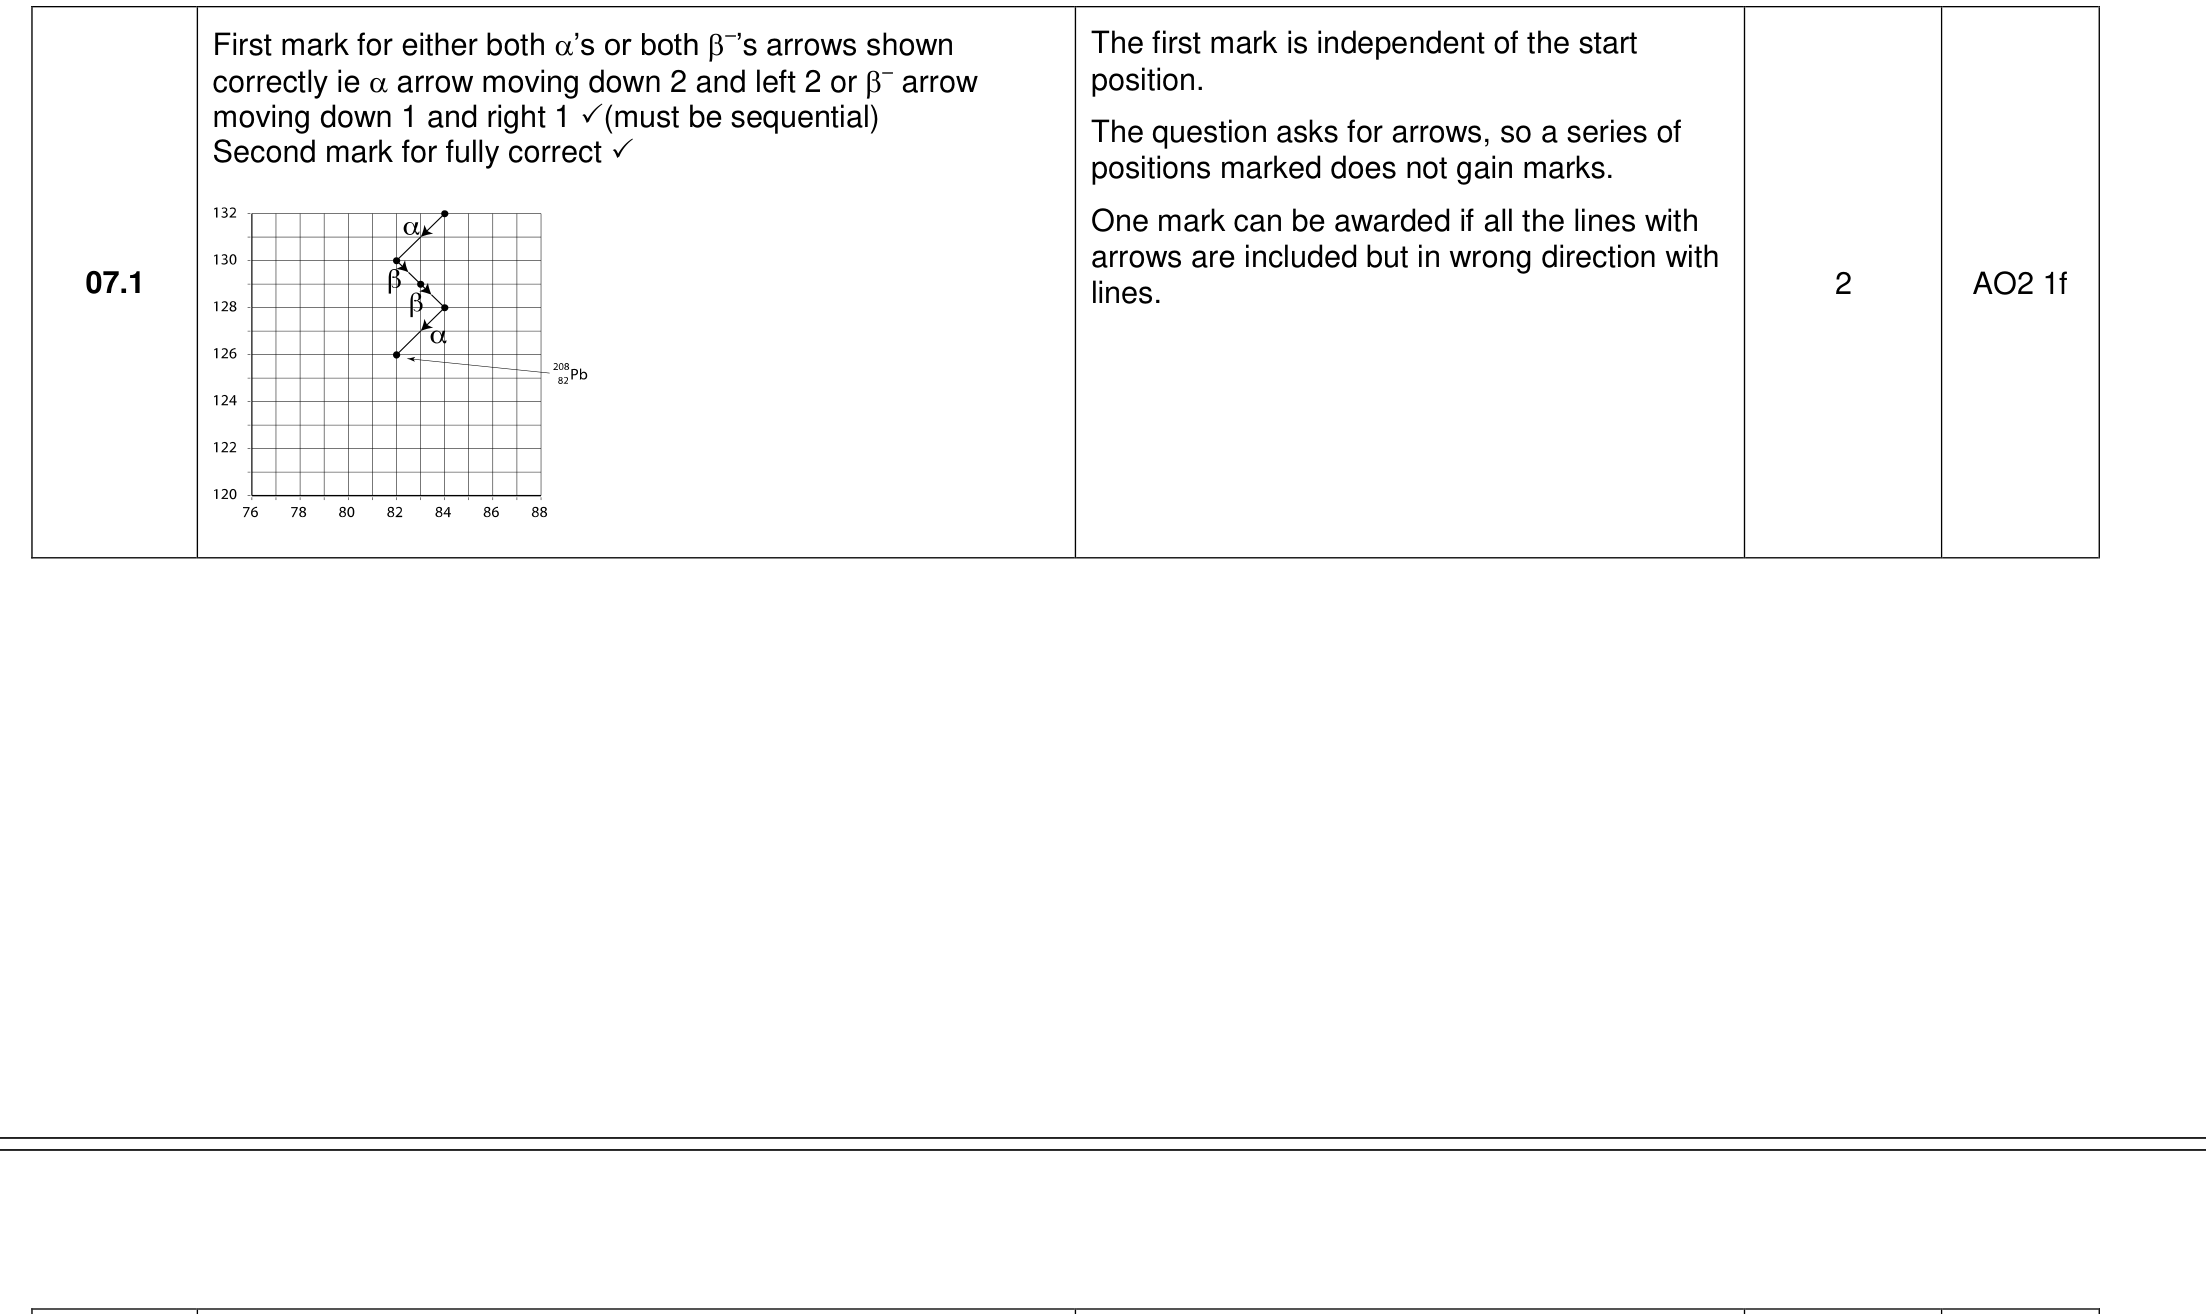 07.1
First mark for either both α's or both β⁻'s arrows shown
correctly ie α arrow moving down 2 and left 2 or β⁻ arrow
moving down 1 and right 1 ✓(must be sequential)
Second mark for fully correct ✓
132
130
128
126
124
122
120
76 78 80 82 84 86 88
α
β
β
α
²⁰⁸₈₂Pb
The first mark is independent of the start
position.
The question asks for arrows, so a series of
positions marked does not gain marks.
One mark can be awarded if all the lines with
arrows are included but in wrong direction with
lines.
2
AO2 1f